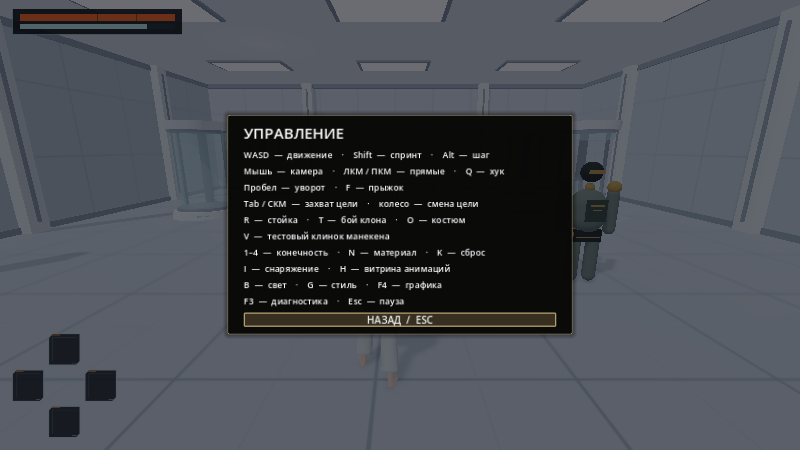 УПРАВЛЕНИЕ
WASD — движение · Shift — спринт · Alt — шаг
Мышь — камера · ЛКМ / ПКМ — прямые · Q — хук
Пробел — уворот · F — прыжок
Tab / СКМ — захват цели · колесо — смена цели
R — стойка · T — бой клона · O — костюм
V — тестовый клинок манекена
1–4 — конечность · N — материал · K — сброс
I — снаряжение · H — витрина анимаций
B — свет · G — стиль · F4 — графика
F3 — диагностика · Esc — пауза
НАЗАД / ESC